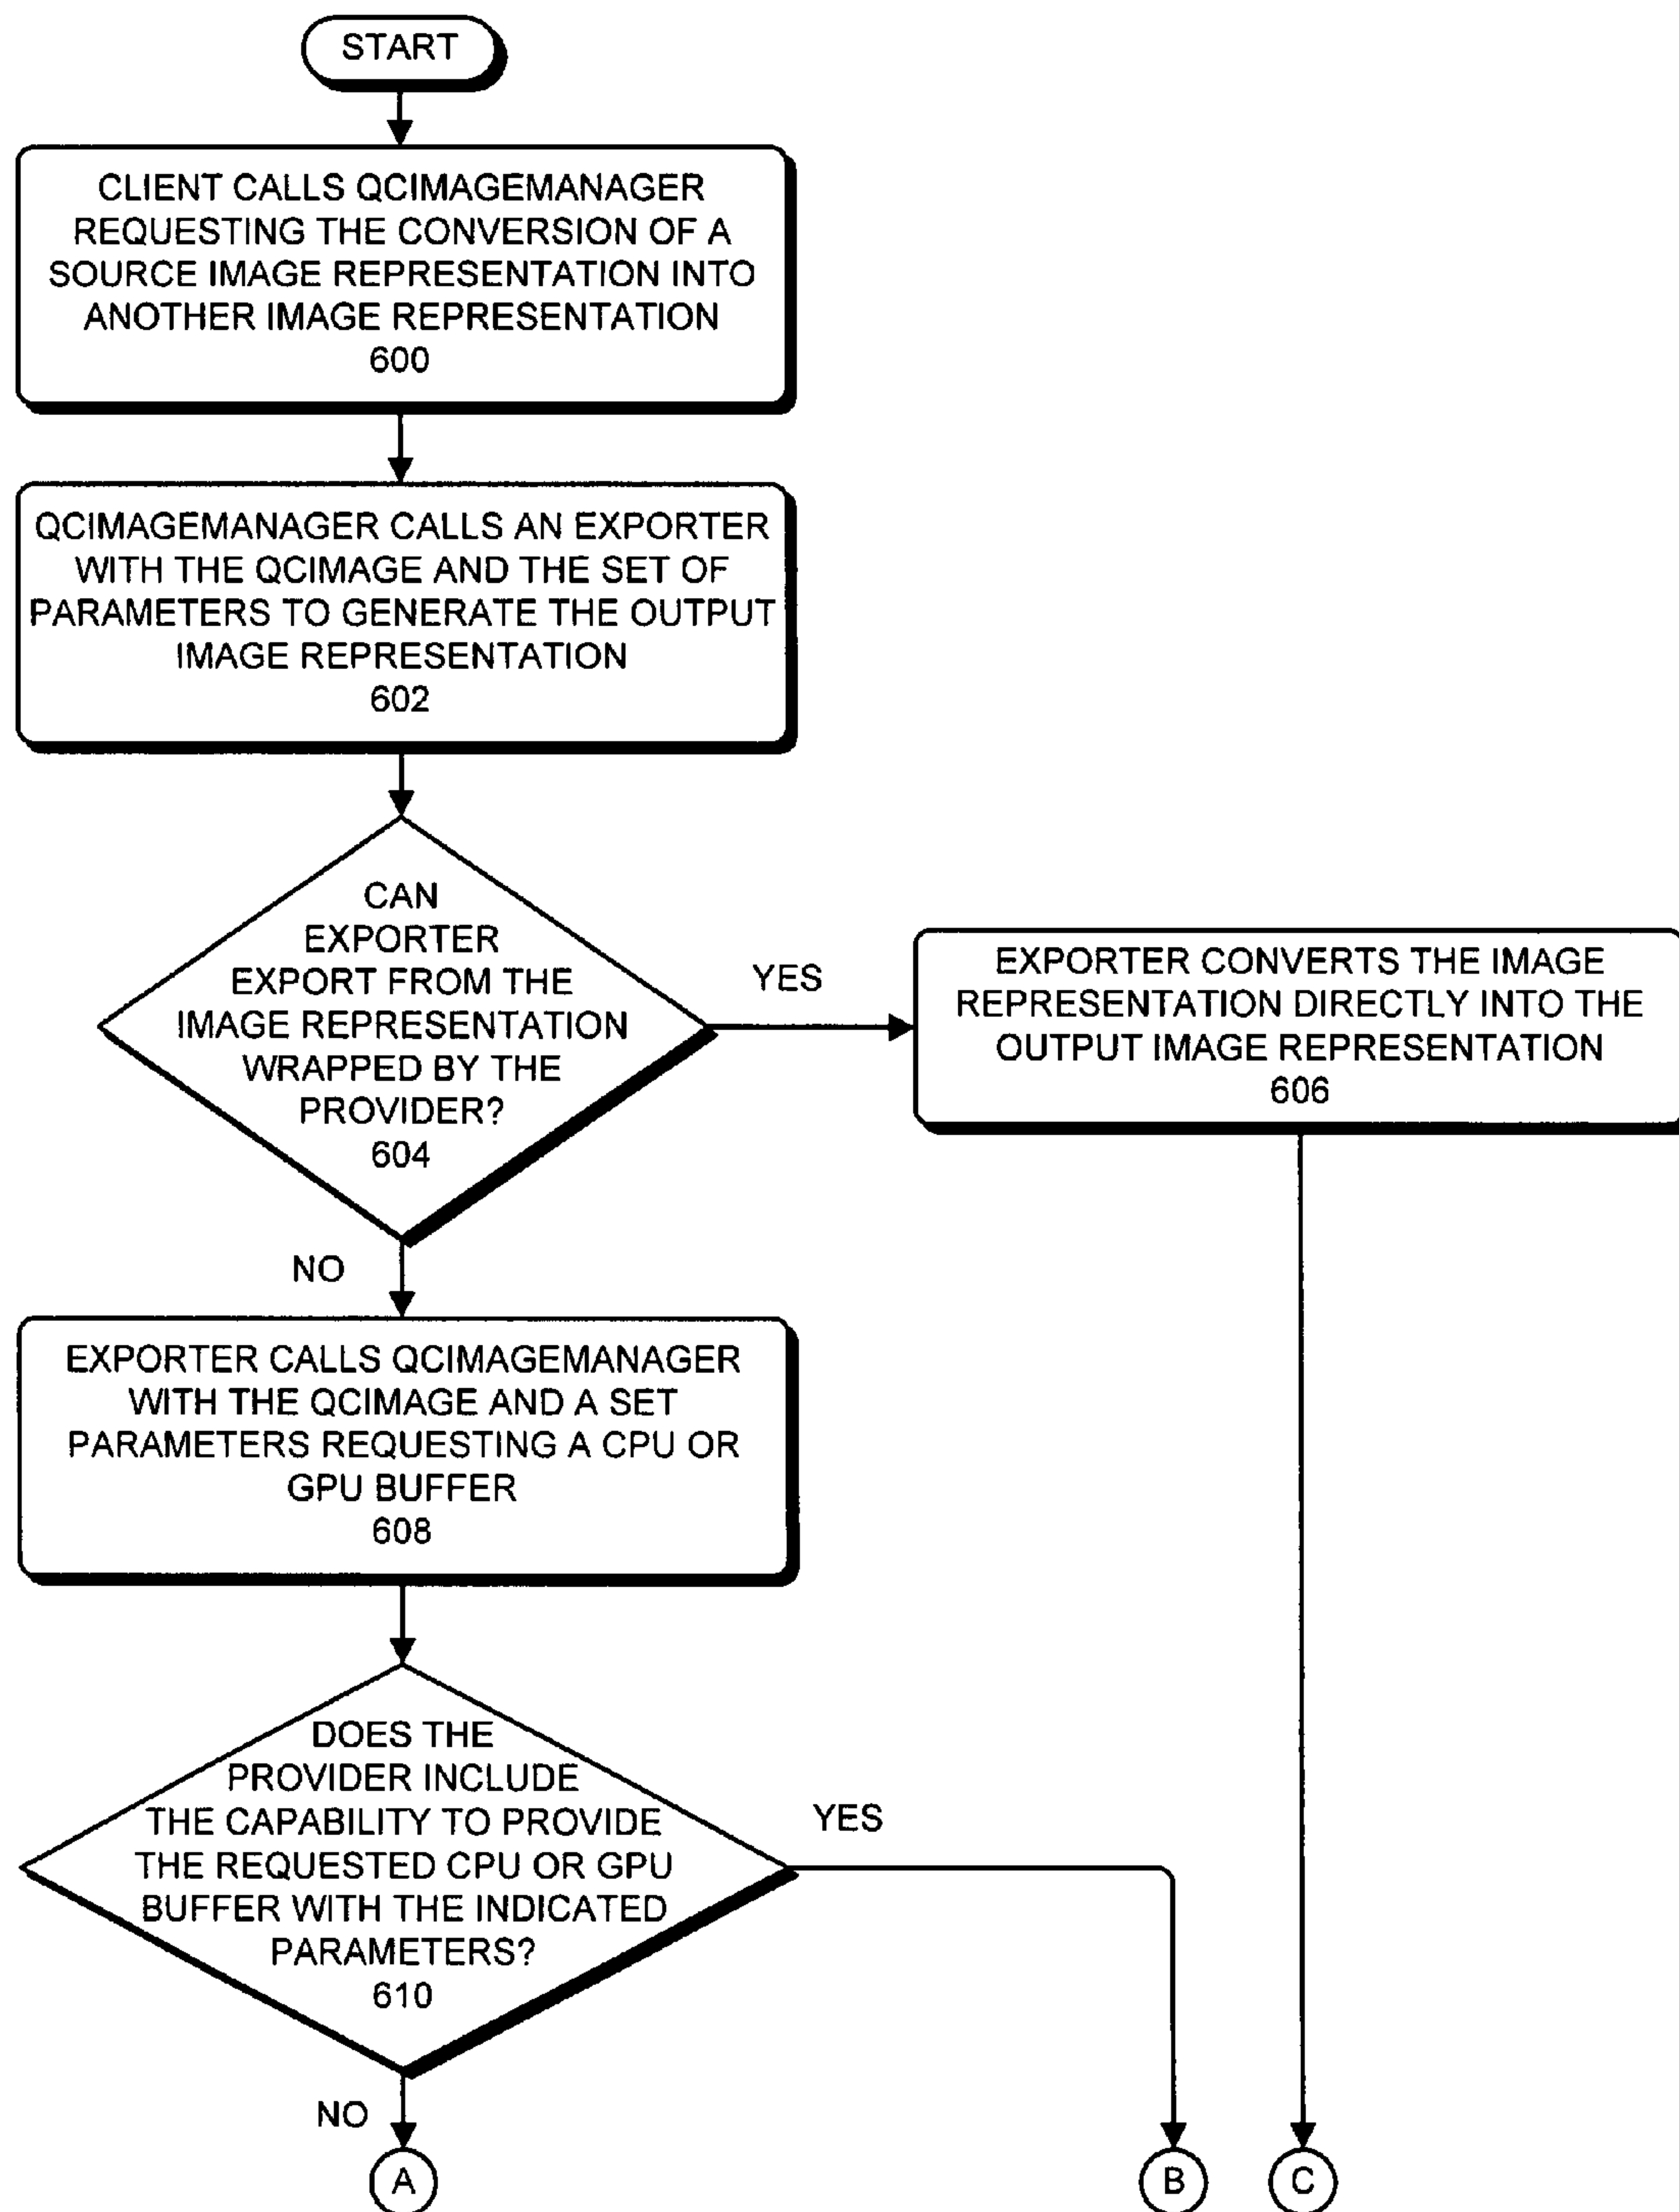 START
CLIENT CALLS QCIMAGEMANAGER
REQUESTING THE CONVERSION OF A
SOURCE IMAGE REPRESENTATION INTO
ANOTHER IMAGE REPRESENTATION
600
QCIMAGEMANAGER CALLS AN EXPORTER
WITH THE QCIMAGE AND THE SET OF
PARAMETERS TO GENERATE THE OUTPUT
IMAGE REPRESENTATION
602
CAN
EXPORTER
EXPORT FROM THE
IMAGE REPRESENTATION
WRAPPED BY THE
PROVIDER?
604
YES
EXPORTER CONVERTS THE IMAGE
REPRESENTATION DIRECTLY INTO THE
OUTPUT IMAGE REPRESENTATION
606
NO
EXPORTER CALLS QCIMAGEMANAGER
WITH THE QCIMAGE AND A SET
PARAMETERS REQUESTING A CPU OR
GPU BUFFER
608
DOES THE
PROVIDER INCLUDE
THE CAPABILITY TO PROVIDE
THE REQUESTED CPU OR GPU
BUFFER WITH THE INDICATED
PARAMETERS?
610
YES
NO
A
B
C